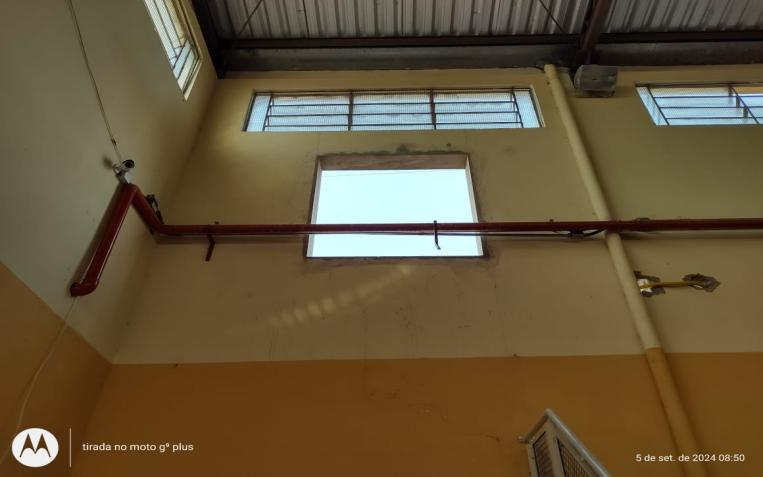 tirada no moto g⁹ plus
5 de set. de 2024 08:50